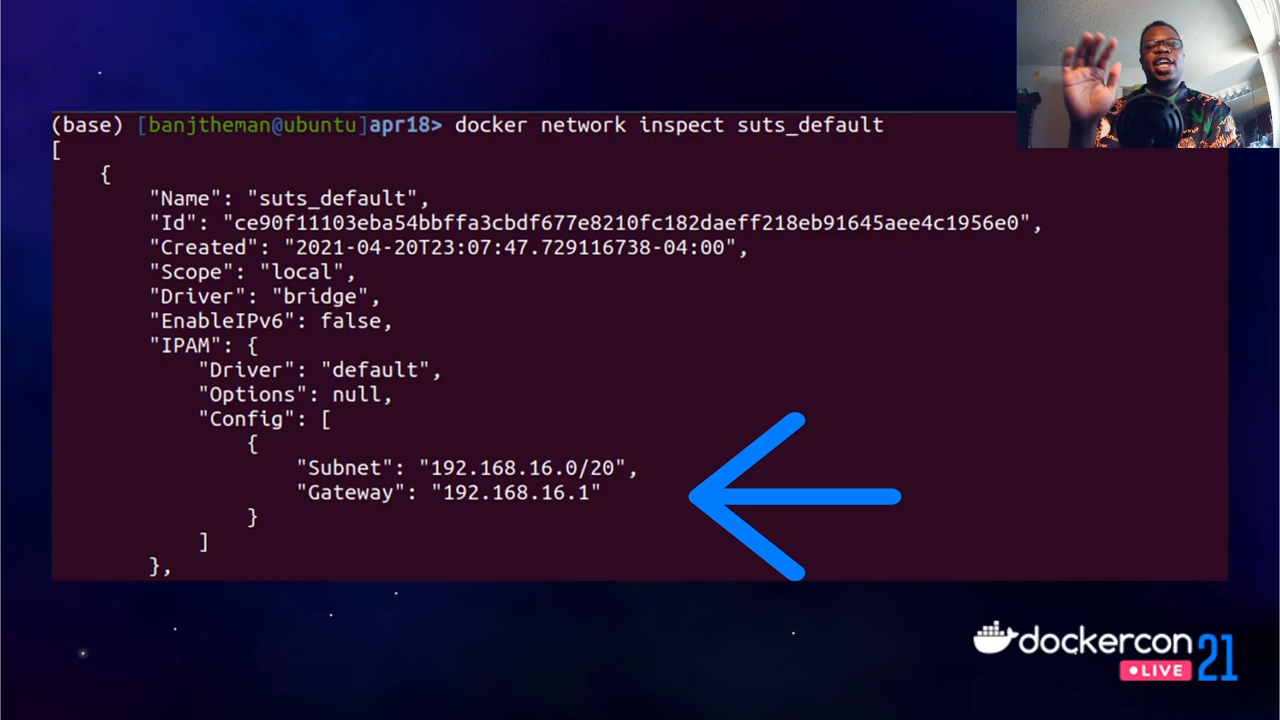 (base) [banjtheman@ubuntu]apr18> docker network inspect suts_default
[
{
"Name": "suts_default",
"Id": "ce90f11103eba54bbffa3cbdf677e8210fc182daeff218eb91645aee4c1956e0",
"Created": "2021-04-20T23:07:47.729116738-04:00",
"Scope": "local",
"Driver": "bridge",
"EnableIPv6": false,
"IPAM": {
"Driver": "default",
"Options": null,
"Config": [
{
"Subnet": "192.168.16.0/20",
"Gateway": "192.168.16.1"
}
]
},
dockercon
LIVE
21